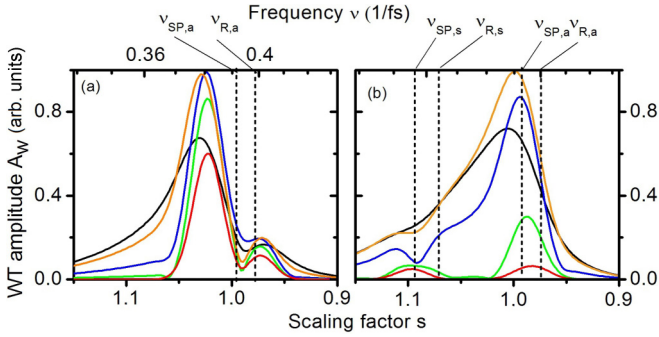 Frequency ν (1/fs)
ν_SP,a ν_R,a ν_SP,s ν_R,s ν_SP,a ν_R,a
0.36 0.4
(a) (b)
0.8
0.4
0.0
WT amplitude A_W (arb. units)
0.8
0.4
0.0
1.1 1.0 0.9 1.1 1.0 0.9
Scaling factor s